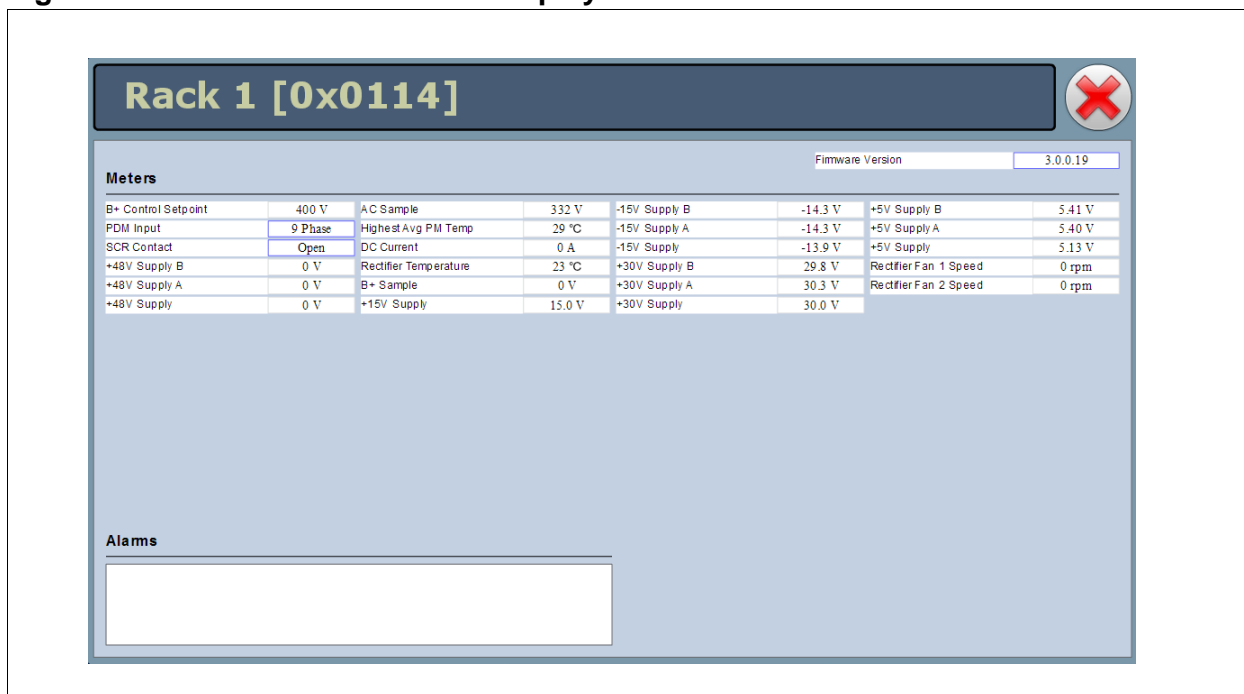 Rack 1 [0x0114]
Firmware Version 3.0.0.19
Meters
B+ Control Setpoint 400 V AC Sample 332 V -15V Supply B -14.3 V +5V Supply B 5.41 V
PDM Input 9 Phase Highest Avg PM Temp 29 °C -15V Supply A -14.3 V +5V Supply A 5.40 V
SCR Contact Open DC Current 0 A -15V Supply -13.9 V +5V Supply 5.13 V
+48V Supply B 0 V Rectifier Temperature 23 °C +30V Supply B 29.8 V Rectifier Fan 1 Speed 0 rpm
+48V Supply A 0 V B+ Sample 0 V +30V Supply A 30.3 V Rectifier Fan 2 Speed 0 rpm
+48V Supply 0 V +15V Supply 15.0 V +30V Supply 30.0 V
Alarms